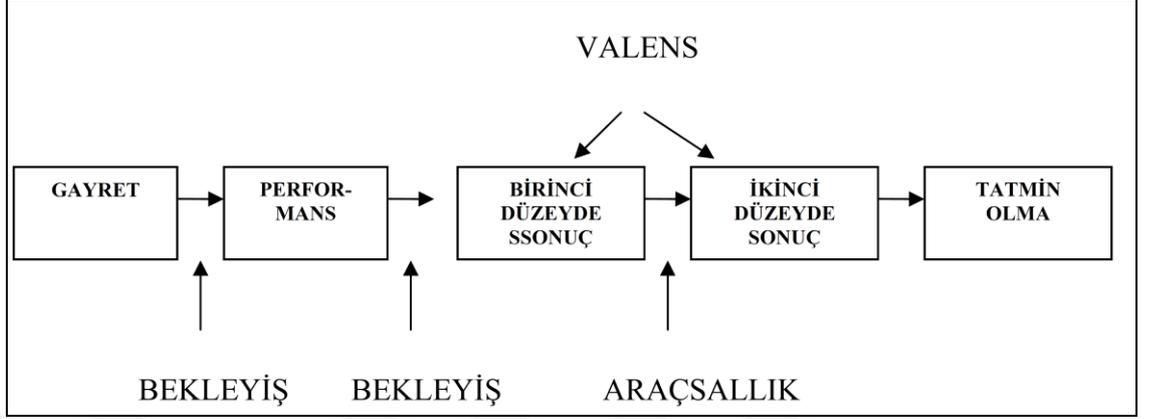 VALENS
GAYRET
PERFOR-
MANS
BİRİNCİ
DÜZEYDE
SSONUÇ
İKİNCİ
DÜZEYDE
SONUÇ
TATMİN
OLMA
BEKLEYİŞ
BEKLEYİŞ
ARAÇSALLIK